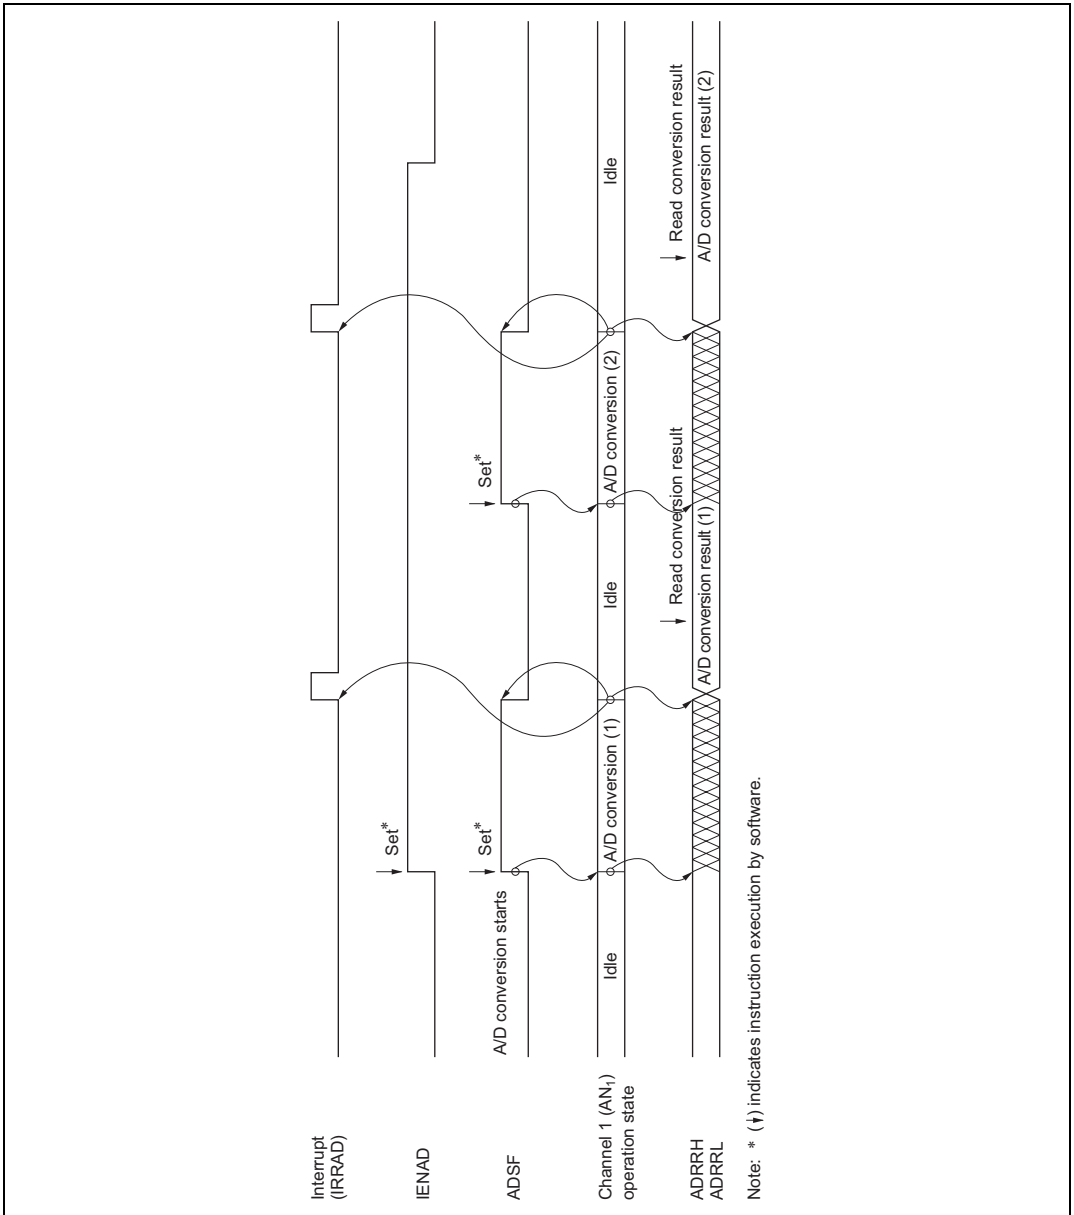 Interrupt
(IRRAD)
IENAD
Set*
ADSF
A/D conversion starts
Set*
Set*
Channel 1 (AN1)
operation state
Idle
A/D conversion (1)
Idle
A/D conversion (2)
Idle
Read conversion result
Read conversion result
ADRRH
ADRRL
A/D conversion result (1)
A/D conversion result (2)
Note: * (↓) indicates instruction execution by software.